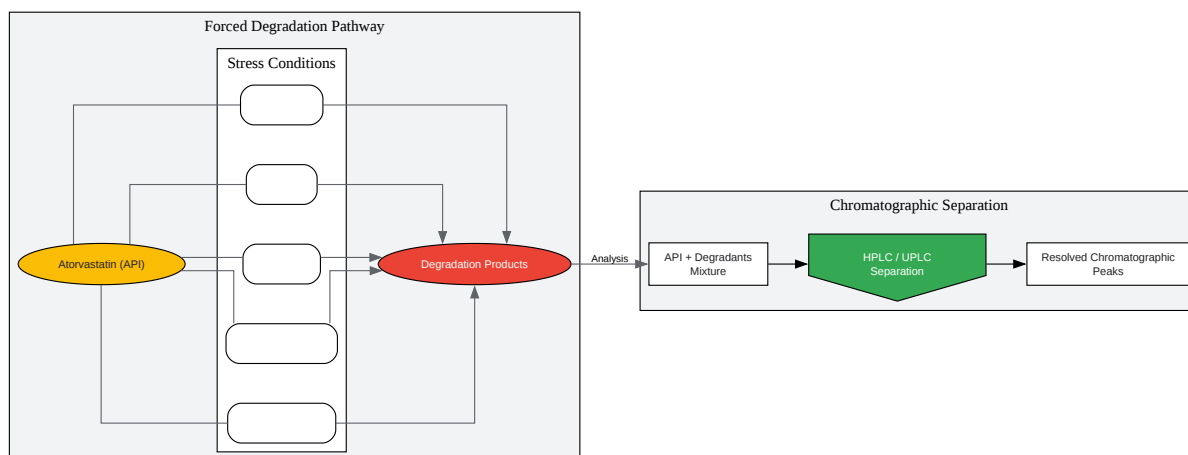 Forced Degradation Pathway
Stress Conditions
Atorvastatin (API)
Degradation Products
Analysis
Chromatographic Separation
API + Degradants
Mixture
HPLC / UPLC
Separation
Resolved Chromatographic
Peaks